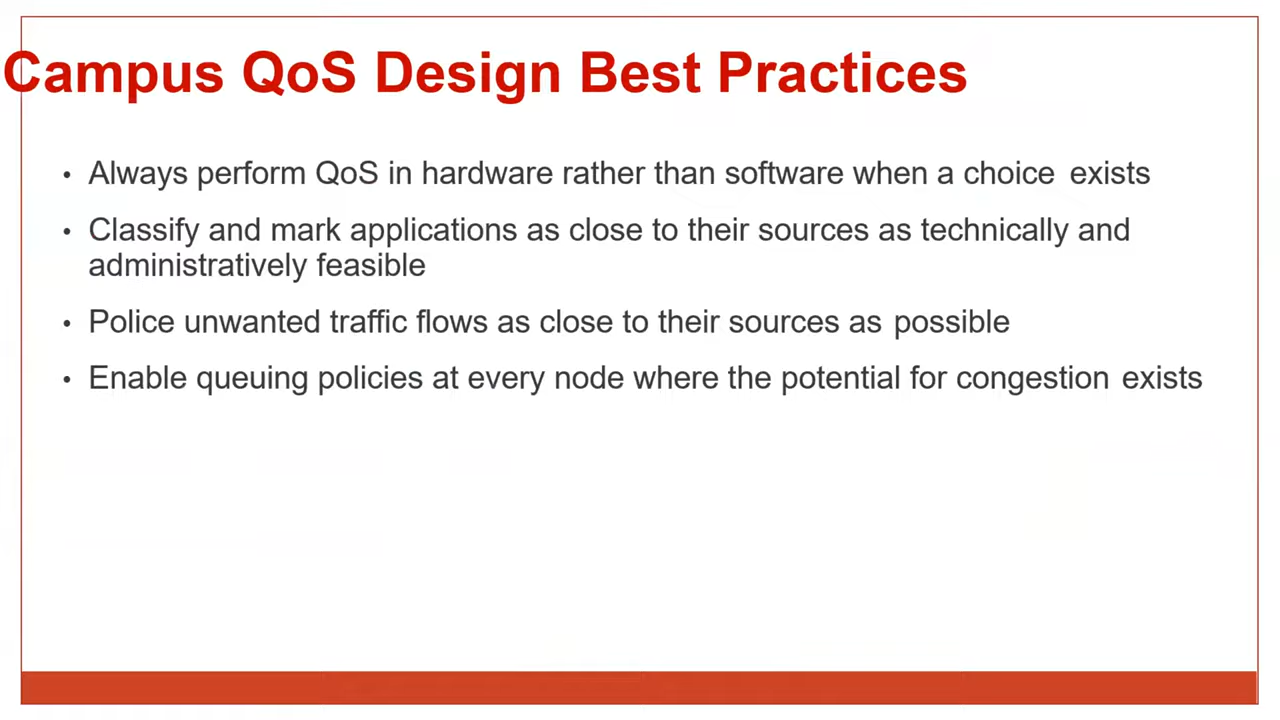 Campus QoS Design Best Practices
• Always perform QoS in hardware rather than software when a choice exists
• Classify and mark applications as close to their sources as technically and
administratively feasible
• Police unwanted traffic flows as close to their sources as possible
• Enable queuing policies at every node where the potential for congestion exists